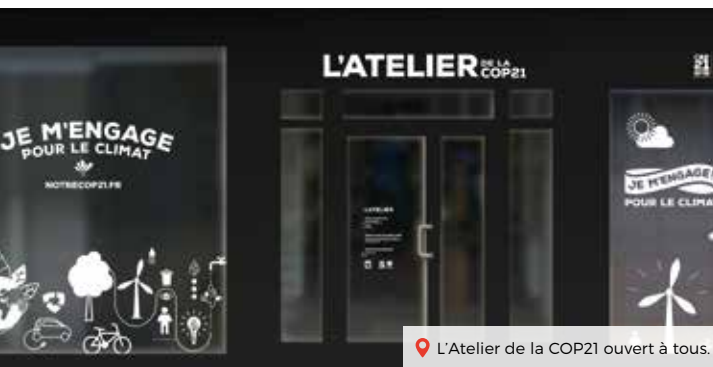 L'ATELIER DE LA COP21
JE M'ENGAGE
POUR LE CLIMAT
NOTRECOP21.FR
L'ATELIER
JE M'ENGAGE
POUR LE
L'Atelier de la COP21 ouvert à tous.